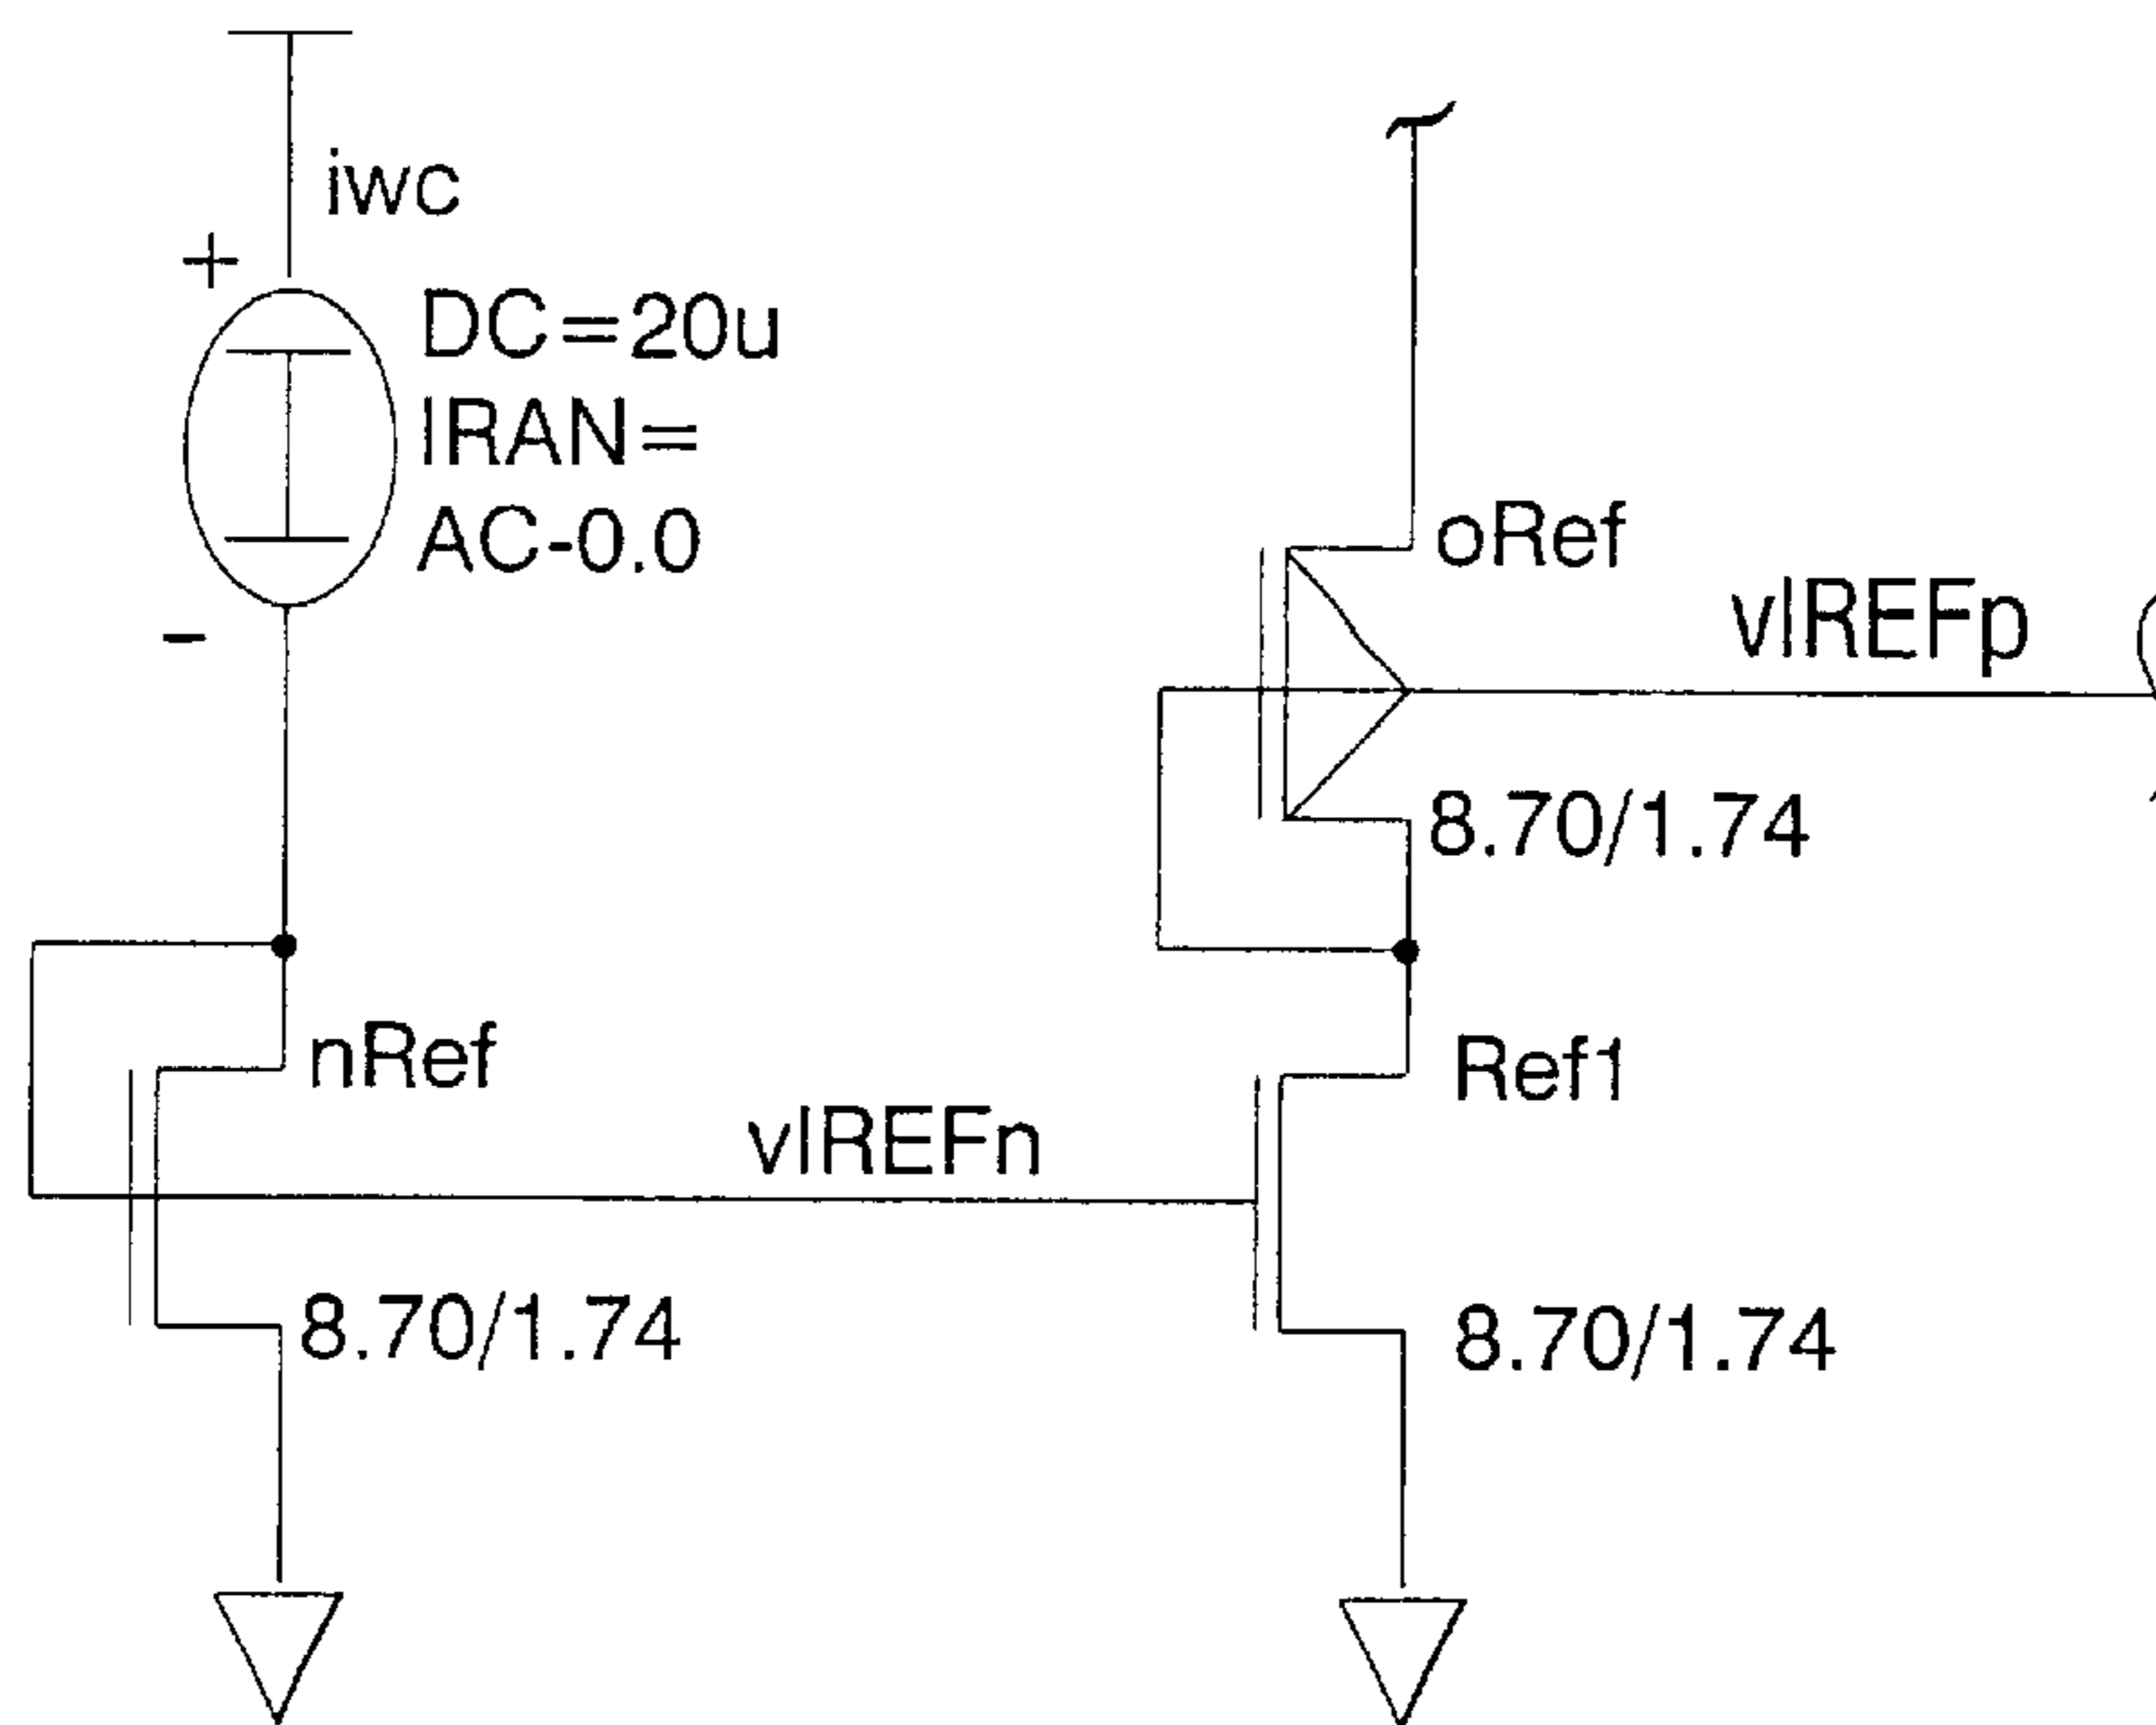 iwc
+
DC=20u
IRAN=
AC-0.0
-
oRef
vIREFp
8.70/1.74
nRef
Ref1
vIREFn
8.70/1.74
8.70/1.74